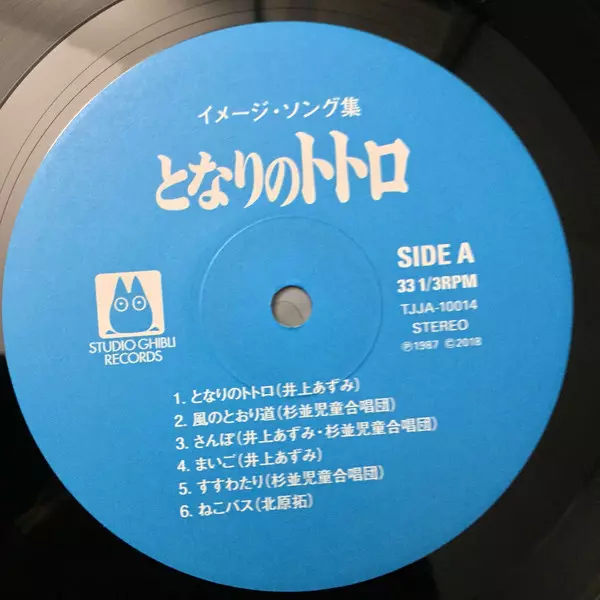 イメージ・ソング集
となりのトトロ
SIDE A
33 1/3RPM
TJJA-10014
STEREO
℗1987 ©2018
STUDIO GHIBLI
RECORDS
1. となりのトトロ(井上あずみ)
2. 風のとおり道(杉並児童合唱団)
3. さんぽ(井上あずみ・杉並児童合唱団)
4. まいご(井上あずみ)
5. すすわたり(杉並児童合唱団)
6. ねこバス(北原拓)